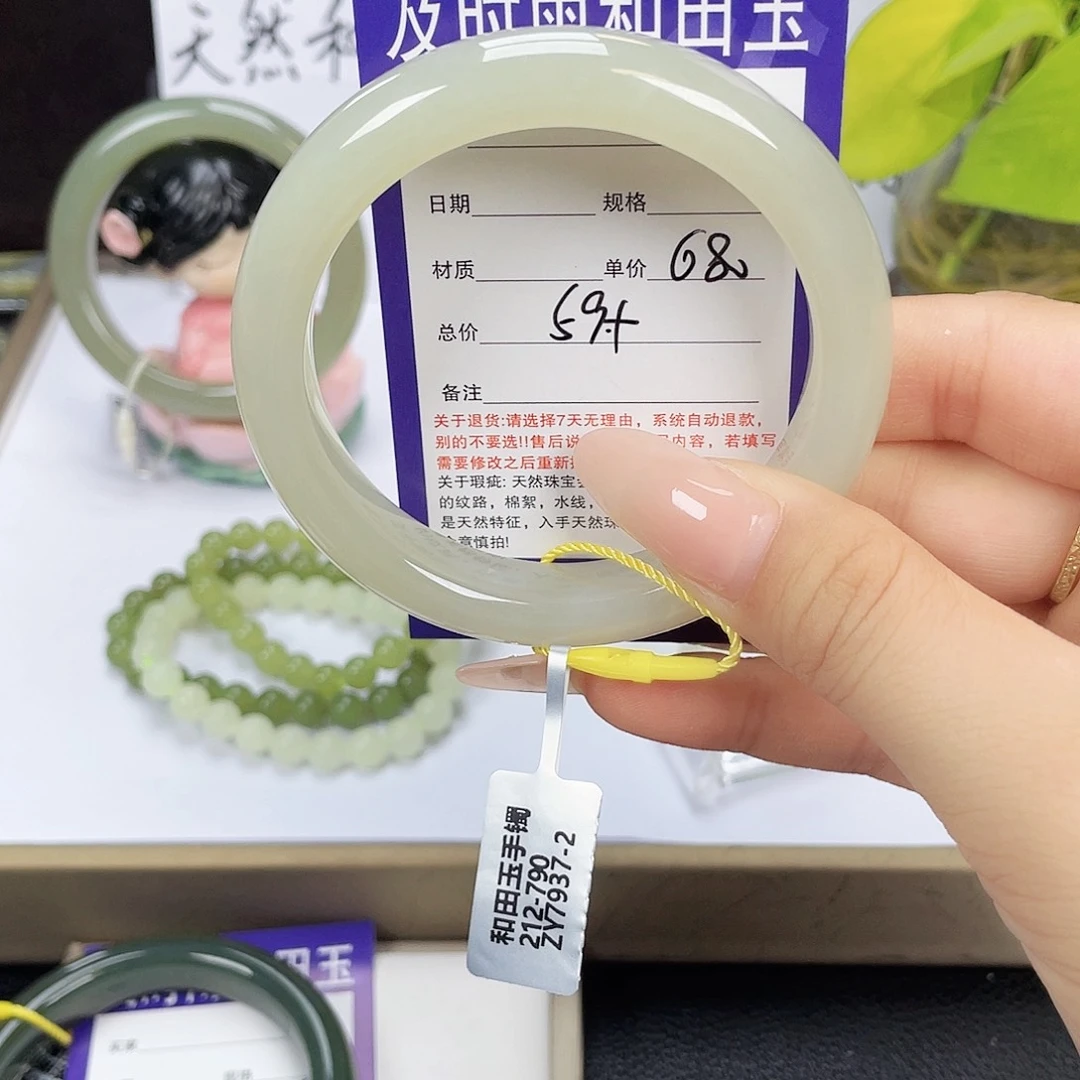 天然和
及时雨和田玉
日期 规格
材质 单价 680
总价
备注
关于退货:请选择7天无理由，系统自动退款，
别的不要选!!售后说 内容，若填写
需要修改之后重新
关于瑕疵: 天然珠宝
的纹路，棉絮，水线，
是天然特征，入手天然珠
意慎拍!
和田玉手镯
212-790
ZY7937-2
田玉